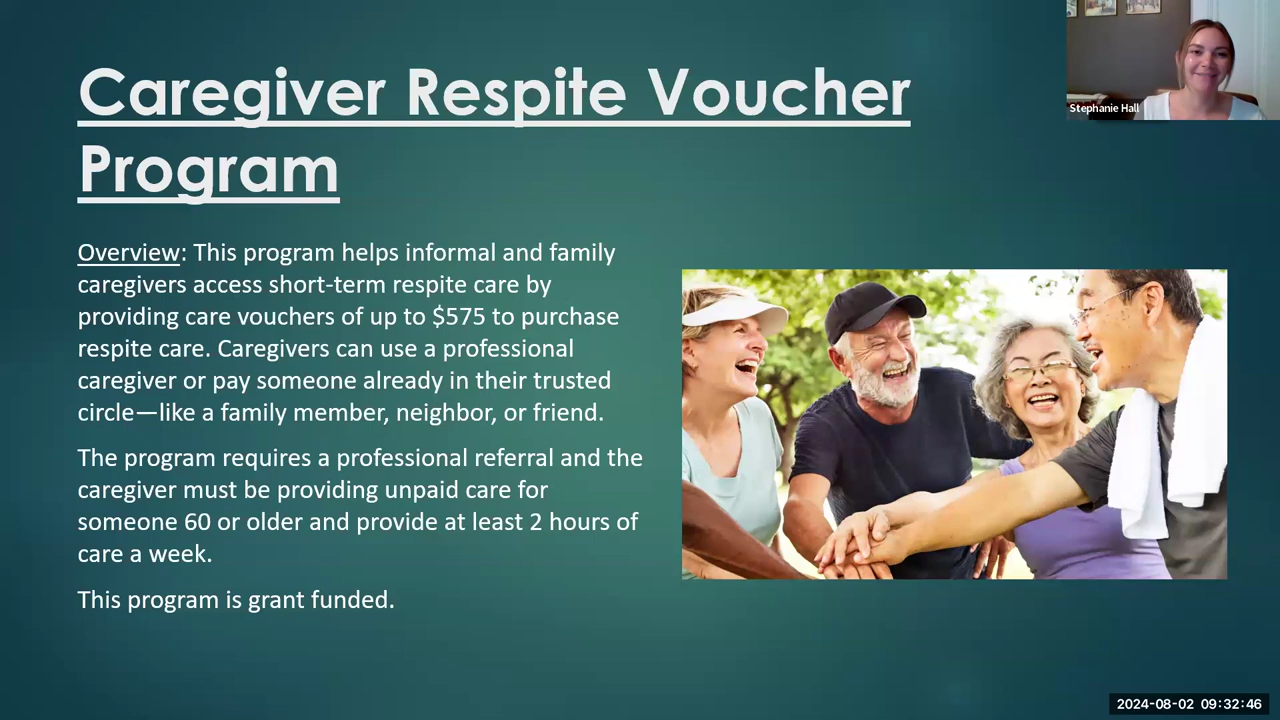 Caregiver Respite Voucher
Program
Stephanie Hall
Overview: This program helps informal and family
caregivers access short-term respite care by
providing care vouchers of up to $575 to purchase
respite care. Caregivers can use a professional
caregiver or pay someone already in their trusted
circle—like a family member, neighbor, or friend.
The program requires a professional referral and the
caregiver must be providing unpaid care for
someone 60 or older and provide at least 2 hours of
care a week.
This program is grant funded.
2024-08-02 09:32:46